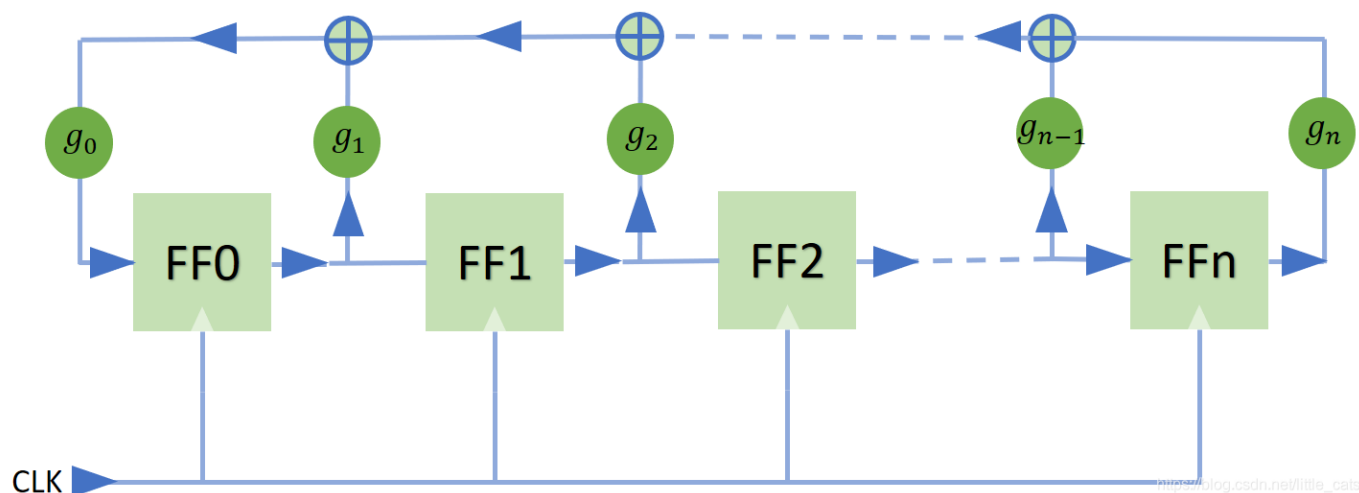 g₀ g₁ g₂ gₙ₋₁ gₙ
FF0 FF1 FF2 FFn
CLK
https://blog.csdn.net/little_cats